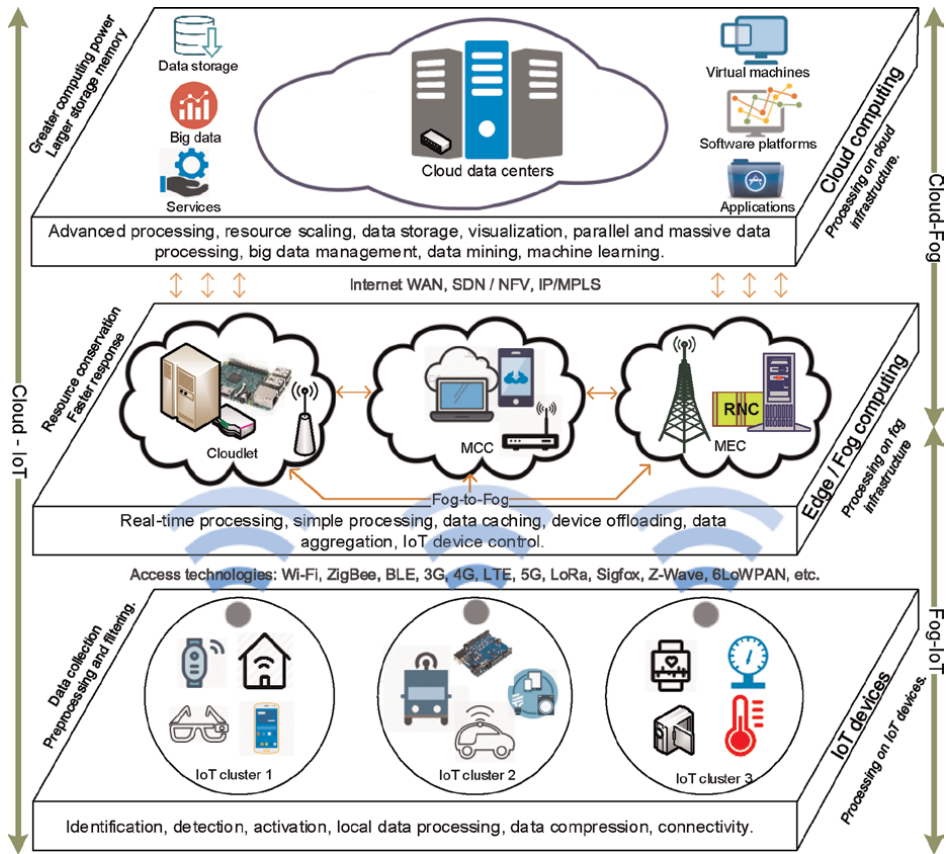 Greater computing power
Larger storage memory
Data storage
Big data
Services
Cloud data centers
Virtual machines
Software platforms
Applications
Cloud computing
Processing on cloud
infrastructure.
Advanced processing, resource scaling, data storage, visualization, parallel and massive data
processing, big data management, data mining, machine learning.
Internet WAN, SDN / NFV, IP/MPLS
Cloud-Fog
Cloud - IoT
Resource conservation
Faster response
Cloudlet
MCC
RNC
MEC
Edge / Fog computing
Processing on fog
infrastructure
Fog-to-Fog
Real-time processing, simple processing, data caching, device offloading, data
aggregation, IoT device control.
Access technologies: Wi-Fi, ZigBee, BLE, 3G, 4G, LTE, 5G, LoRa, Sigfox, Z-Wave, 6LoWPAN, etc.
Data collection
Preprocessing and filtering.
IoT cluster 1
IoT cluster 2
IoT cluster 3
IoT devices
Processing on IoT devices.
Fog-IoT
Identification, detection, activation, local data processing, data compression, connectivity.